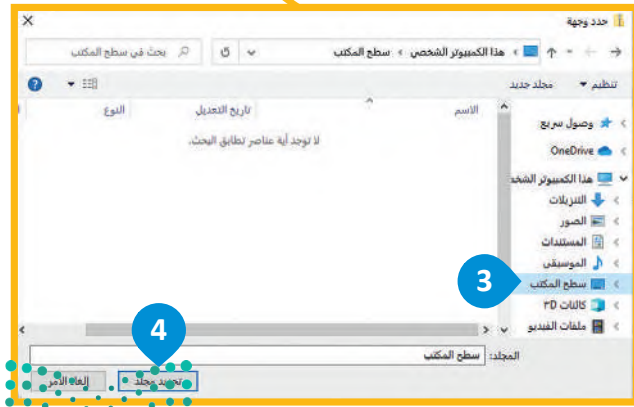 حدد وجهة
هذا الكمبيوتر الشخصي › سطح المكتب
بحث في سطح المكتب
تنظيم
مجلد جديد
الاسم
تاريخ التعديل
النوع
لا توجد أية عناصر تطابق البحث.
وصول سريع
OneDrive
هذا الكمبيوتر الشخص
التنزيلات
الصور
المستندات
الموسيقى
سطح المكتب
3
كائنات ٣D
ملفات الفيديو
4
المجلد: سطح المكتب
تحديد مجلد
إلغاء الأمر